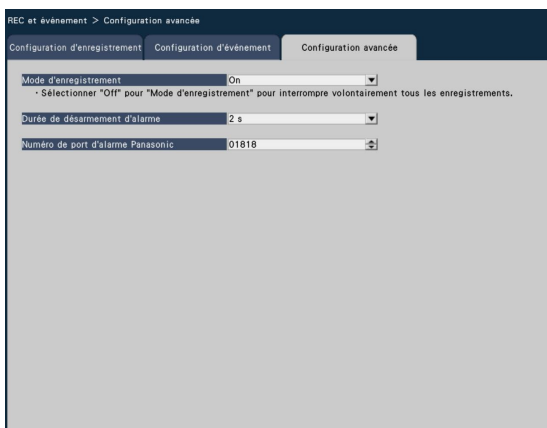 REC et événement > Configuration avancée
Configuration d'enregistrement
Configuration d'événement
Configuration avancée
Mode d'enregistrement On
・Sélectionner "Off" pour "Mode d'enregistrement" pour interrompre volontairement tous les enregistrements.
Durée de désarmement d'alarme 2 s
Numéro de port d'alarme Panasonic 01818